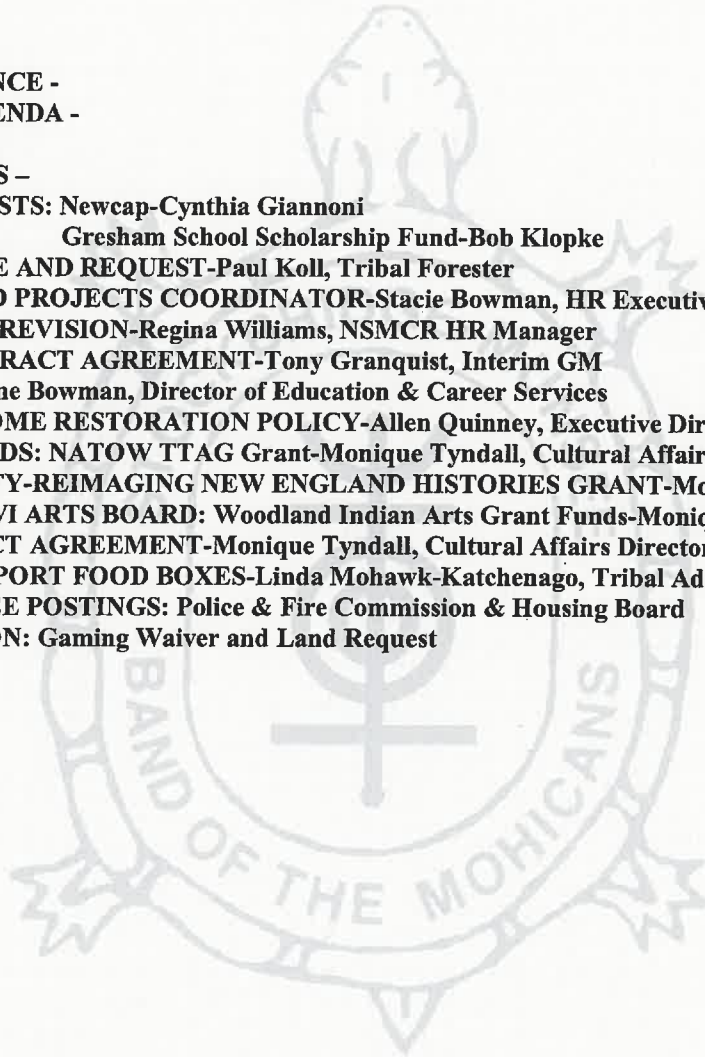 NCE -
ENDA -
S –
STS: Newcap-Cynthia Giannoni
Gresham School Scholarship Fund-Bob Klopke
E AND REQUEST-Paul Koll, Tribal Forester
D PROJECTS COORDINATOR-Stacie Bowman, HR Executiv
REVISION-Regina Williams, NSMCR HR Manager
RACT AGREEMENT-Tony Granquist, Interim GM
ne Bowman, Director of Education & Career Services
OME RESTORATION POLICY-Allen Quinney, Executive Dir
DS: NATOW TTAG Grant-Monique Tyndall, Cultural Affair
TY-REIMAGING NEW ENGLAND HISTORIES GRANT-Mo
VI ARTS BOARD: Woodland Indian Arts Grant Funds-Moniq
CT AGREEMENT-Monique Tyndall, Cultural Affairs Director
PORT FOOD BOXES-Linda Mohawk-Katchenago, Tribal Ad
EE POSTINGS: Police & Fire Commission & Housing Board
ON: Gaming Waiver and Land Request
BAND OF THE MOHICANS